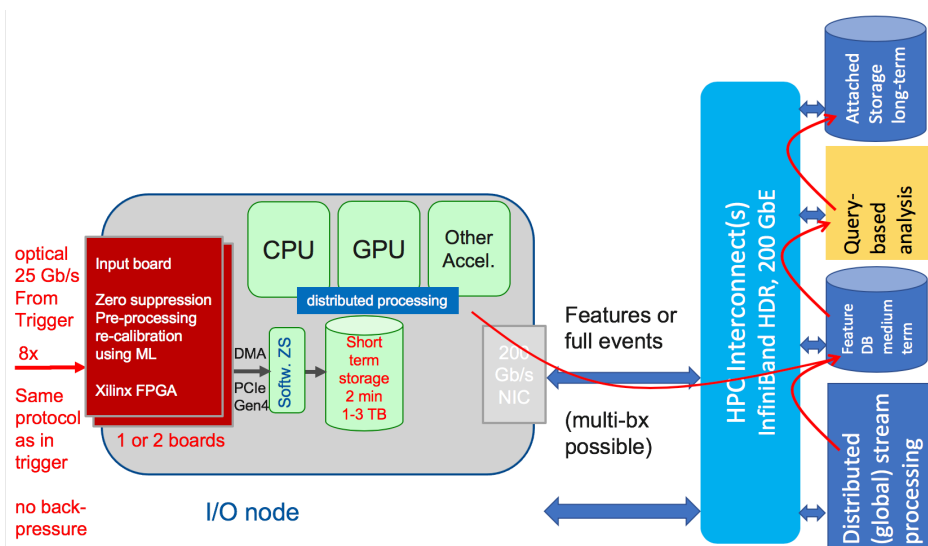 optical
25 Gb/s
From
Trigger
8x
Same
protocol
as in
trigger
no back-
pressure
Input board
Zero suppression
Pre-processing
re-calibration
using ML
Xilinx FPGA
1 or 2 boards
DMA
PCIe
Gen4
Softw. ZS
CPU
GPU
Other
Accel.
distributed processing
Short
term
storage
2 min
1-3 TB
200
Gb/s
NIC
I/O node
Features or
full events
(multi-bx
possible)
HPC Interconnect(s)
InfiniBand HDR, 200 GbE
Attached
Storage
long-term
Query-
based
analysis
Feature
DB
medium
term
Distributed
(global) stream
processing